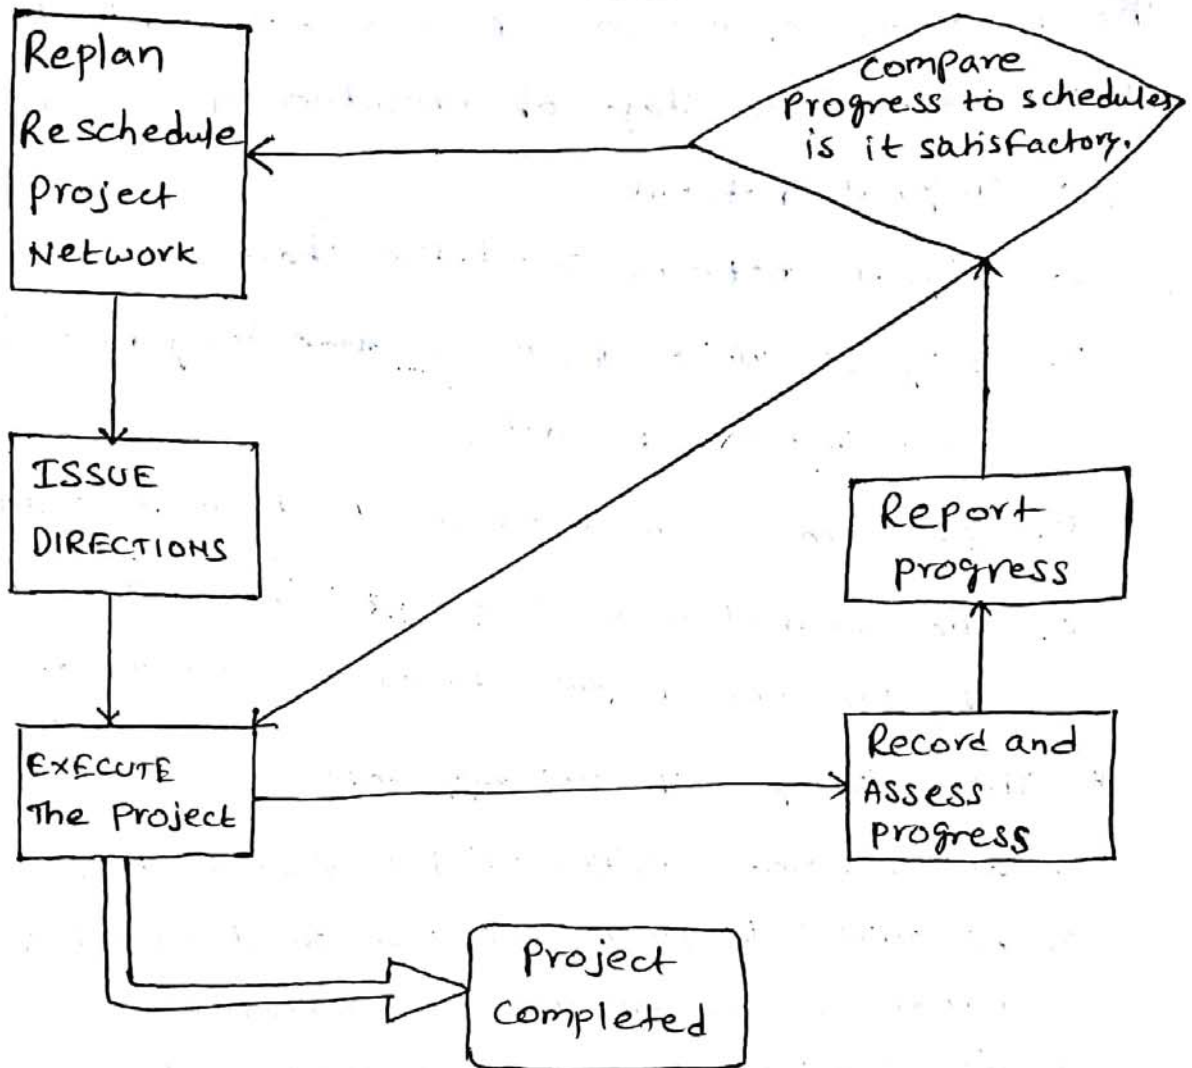 Replan
Reschedule
Project
Network
compare
progress to schedules
is it satisfactory.
ISSUE
DIRECTIONS
Report
progress
EXECUTE
The Project
Record and
ASSESS
progress
Project
completed